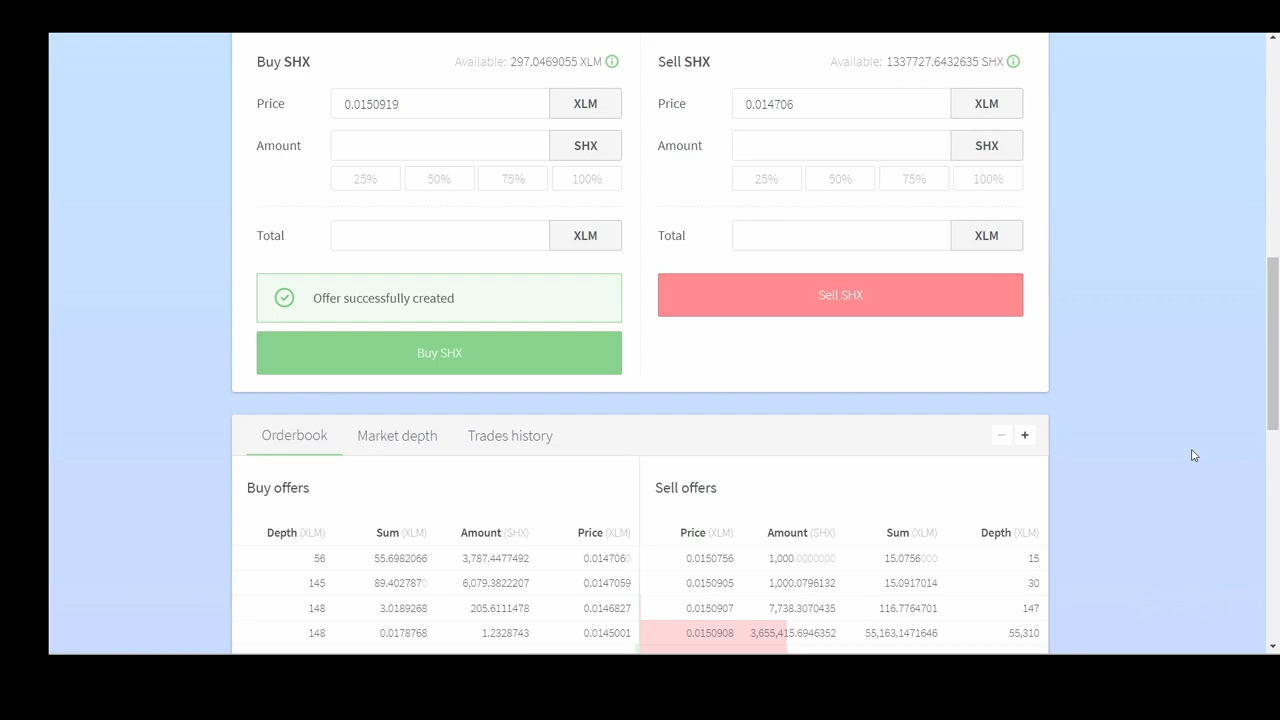 Buy SHX Available: 297.0469055 XLM
Price 0.0150919 XLM
Amount SHX
25% 50% 75% 100%
Total XLM
Offer successfully created
Buy SHX
Sell SHX Available: 1337727.6432635 SHX
Price 0.014706 XLM
Amount SHX
25% 50% 75% 100%
Total XLM
Sell SHX
Orderbook Market depth Trades history − +
Buy offers
Depth (XLM) Sum (XLM) Amount (SHX) Price (XLM)
56 55.6982066 3,787.4477492 0.0147060
145 89.4027870 6,079.3822207 0.0147059
148 3.0189268 205.6111478 0.0146827
148 0.0178768 1.2328743 0.0145001
Sell offers
Price (XLM) Amount (SHX) Sum (XLM) Depth (XLM)
0.0150756 1,000.0000000 15.0756000 15
0.0150905 1,000.0796132 15.0917014 30
0.0150907 7,738.3070435 116.7764701 147
0.0150908 3,655,415.6946352 55,163.1471646 55,310